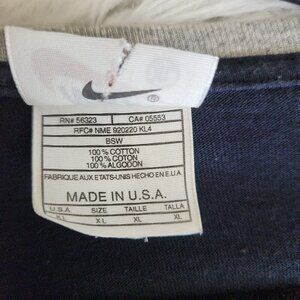 RN# 56323 CA# 05553
RFC# NME 920220 KL4
BSW
100% COTTON
100% COTON
100% ALGODON
FABRIQUE AUX ETATS-UNIS HECHO EN E.U.A.
MADE IN U.S.A.
U.S.A. SIZE TAILLE TALLA
XL XL XL XL